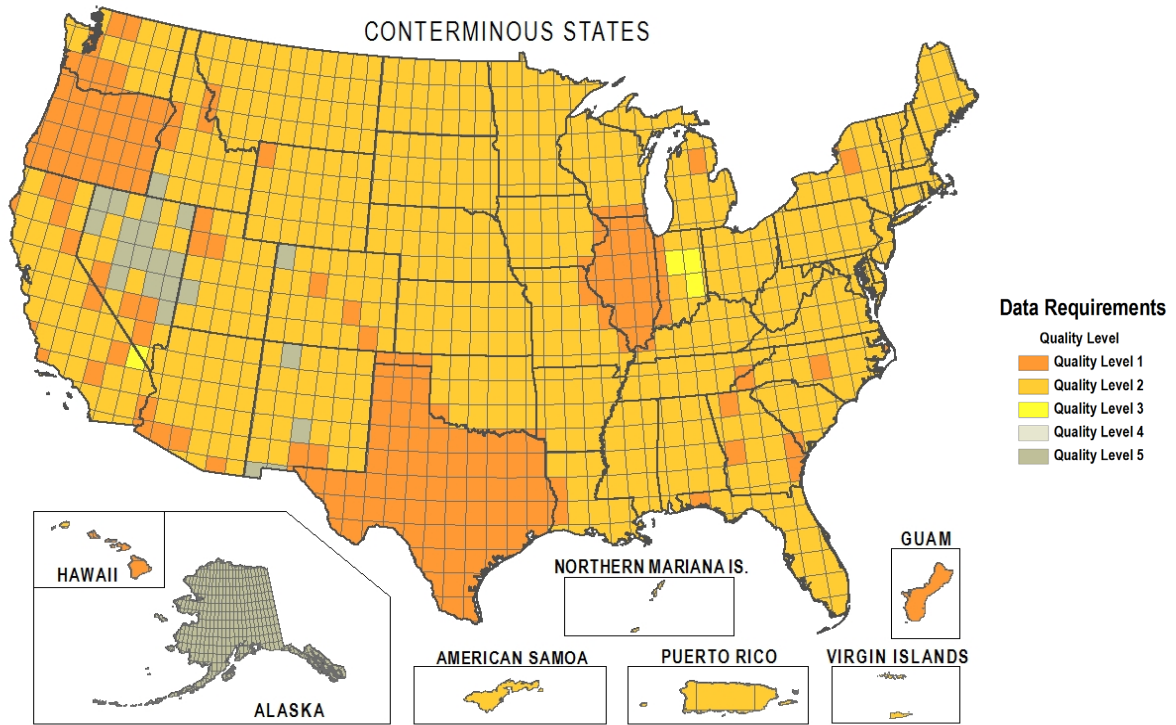 CONTERMINOUS STATES
Data Requirements
Quality Level
Quality Level 1
Quality Level 2
Quality Level 3
Quality Level 4
Quality Level 5
HAWAII
ALASKA
NORTHERN MARIANA IS.
GUAM
AMERICAN SAMOA
PUERTO RICO
VIRGIN ISLANDS